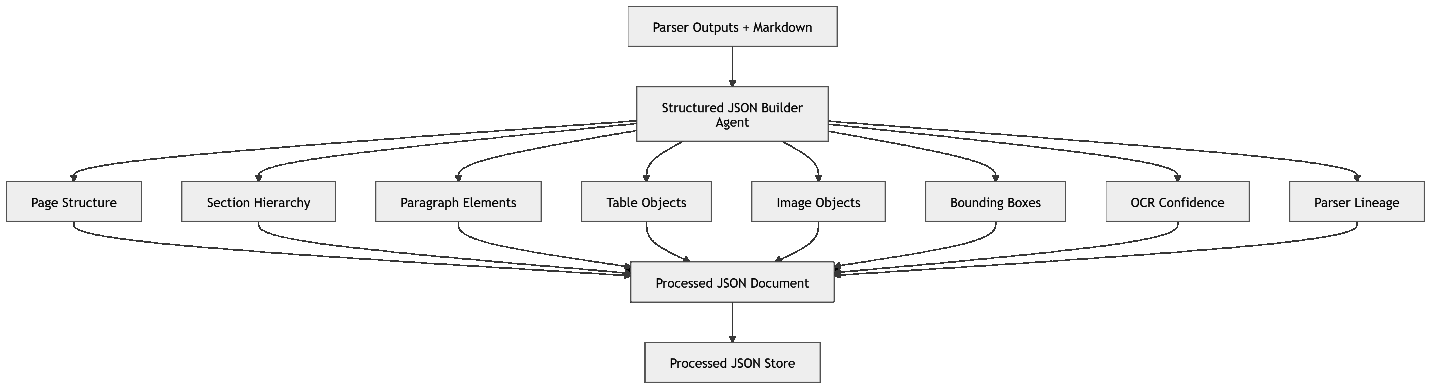 Parser Outputs + Markdown
Structured JSON Builder
Agent
Page Structure
Section Hierarchy
Paragraph Elements
Table Objects
Image Objects
Bounding Boxes
OCR Confidence
Parser Lineage
Processed JSON Document
Processed JSON Store